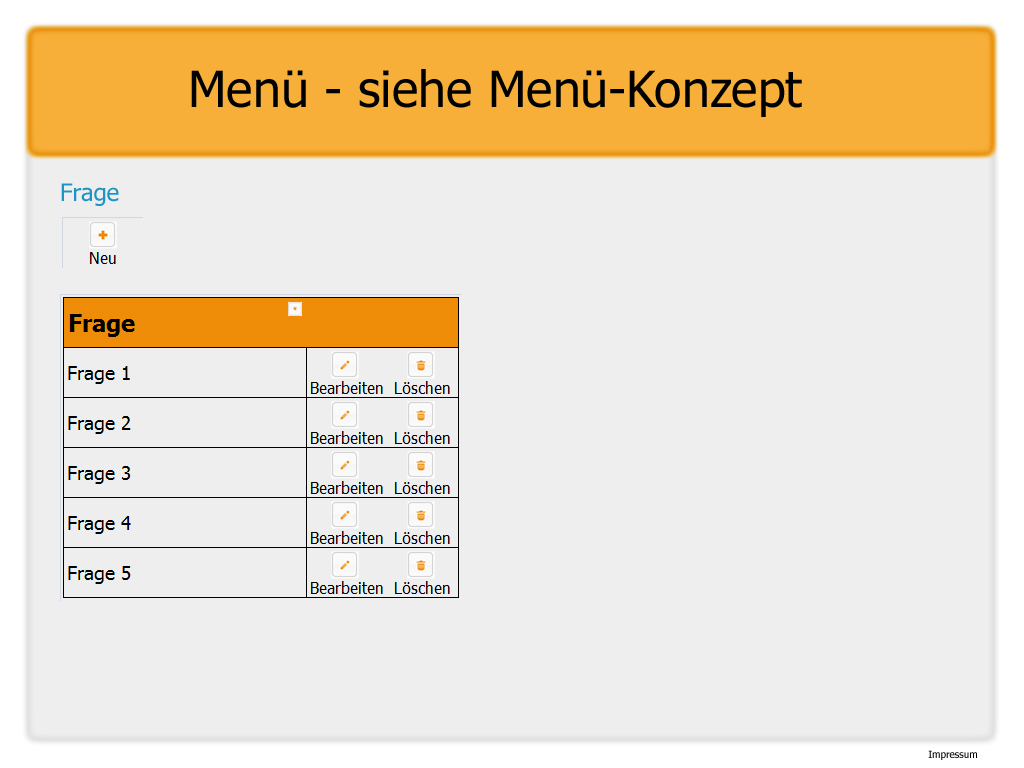 Menü - siehe Menü-Konzept
Frage
Neu
Frage
Frage 1 Bearbeiten Löschen
Frage 2 Bearbeiten Löschen
Frage 3 Bearbeiten Löschen
Frage 4 Bearbeiten Löschen
Frage 5 Bearbeiten Löschen
Impressum